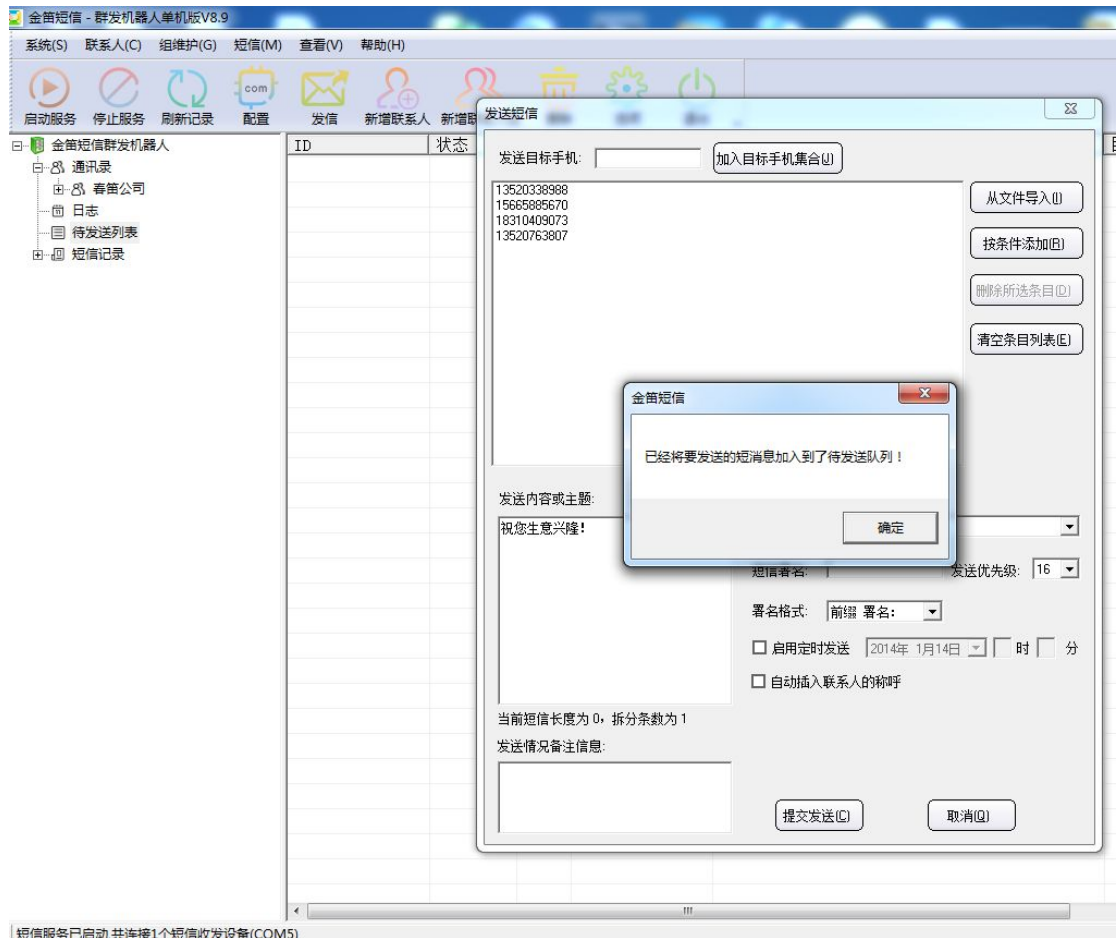 金笛短信 - 群发机器人单机版V8.9
系统(S) 联系人(C) 组维护(G) 短信(M) 查看(V) 帮助(H)
启动服务 停止服务 刷新记录 配置 发信 新增联系人 新增联
com
金笛短信群发机器人
通讯录
春笛公司
日志
待发送列表
短信记录
ID 状态
发送短信
发送目标手机: 加入目标手机集合(J)
13520338988
15665885670
18310409073
13520763807
从文件导入(I)
按条件添加(R)
删除所选条目(D)
清空条目列表(E)
金笛短信
已经将要发送的短消息加入到了待发送队列！
确定
发送内容或主题:
祝您生意兴隆!
短信署名: 发送优先级: 16
署名格式: 前缀 署名:
启用定时发送 2014年 1月14日 时 分
自动插入联系人的称呼
当前短信长度为 0，拆分条数为 1
发送情况备注信息:
提交发送(C) 取消(Q)
短信服务已启动,共连接1个短信收发设备(COM5)